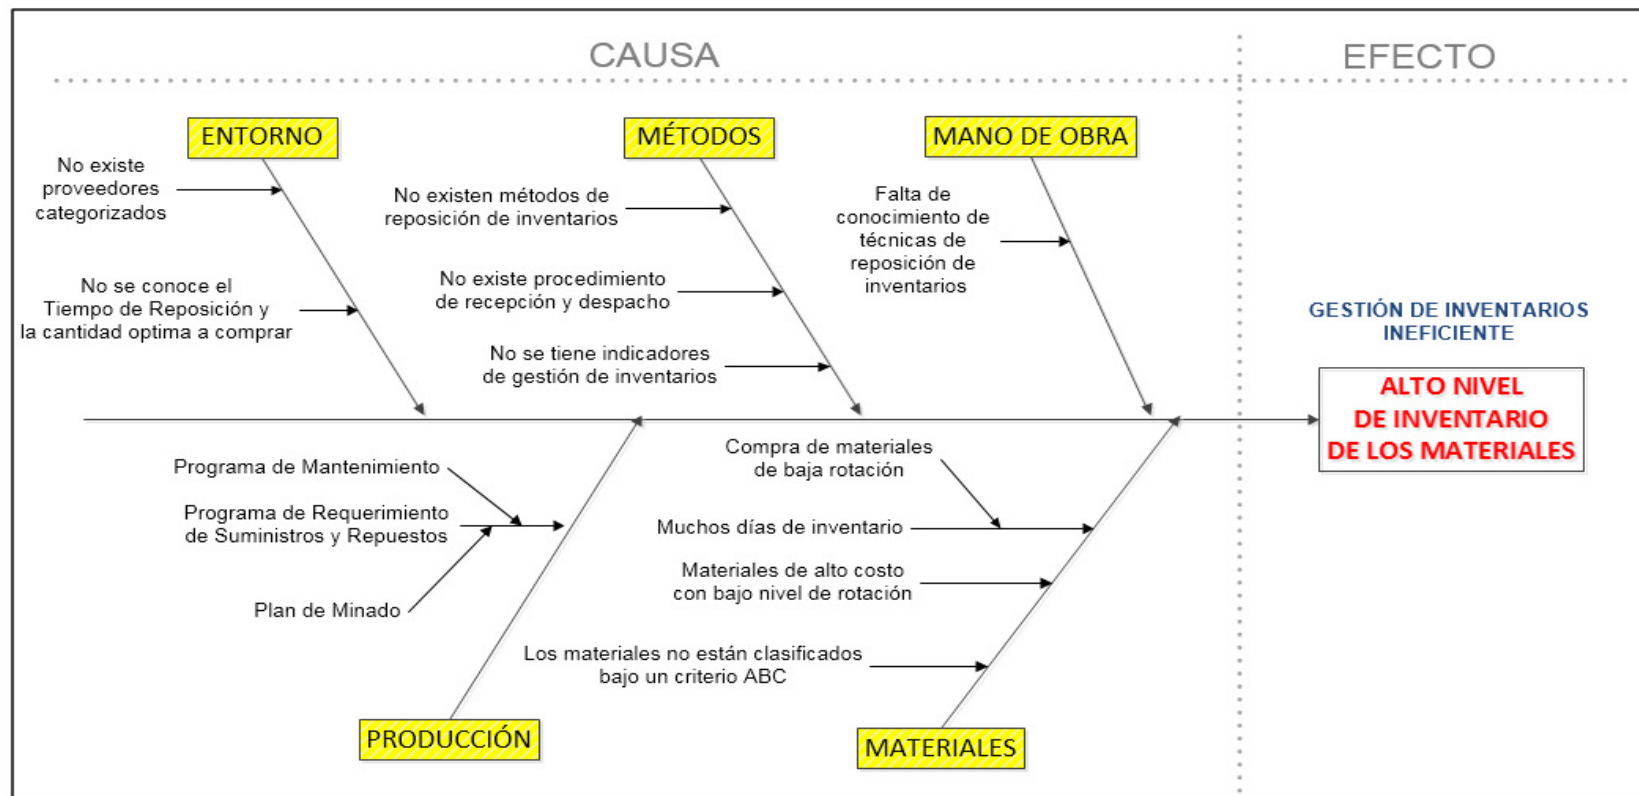 CAUSA
EFECTO
ENTORNO
MÉTODOS
MANO DE OBRA
No existe
proveedores
categorizados
No se conoce el
Tiempo de Reposición y
la cantidad optima a comprar
No existen métodos de
reposición de inventarios
No existe procedimiento
de recepción y despacho
No se tiene indicadores
de gestión de inventarios
Falta de
conocimiento de
técnicas de
reposición de
inventarios
GESTIÓN DE INVENTARIOS
INEFICIENTE
ALTO NIVEL
DE INVENTARIO
DE LOS MATERIALES
Programa de Mantenimiento
Programa de Requerimiento
de Suministros y Repuestos
Plan de Minado
Compra de materiales
de baja rotación
Muchos días de inventario
Materiales de alto costo
con bajo nivel de rotación
Los materiales no están clasificados
bajo un criterio ABC
PRODUCCIÓN
MATERIALES